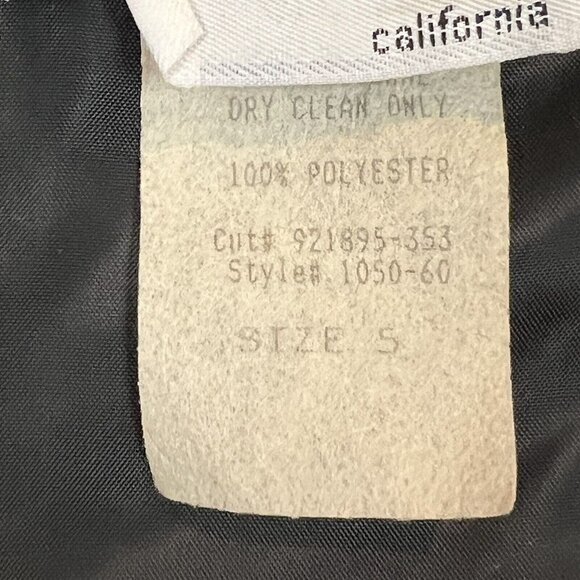 california
DRY CLEAN ONLY
100% POLYESTER
Cut# 921895-353
Style# 1050-60
SIZE S